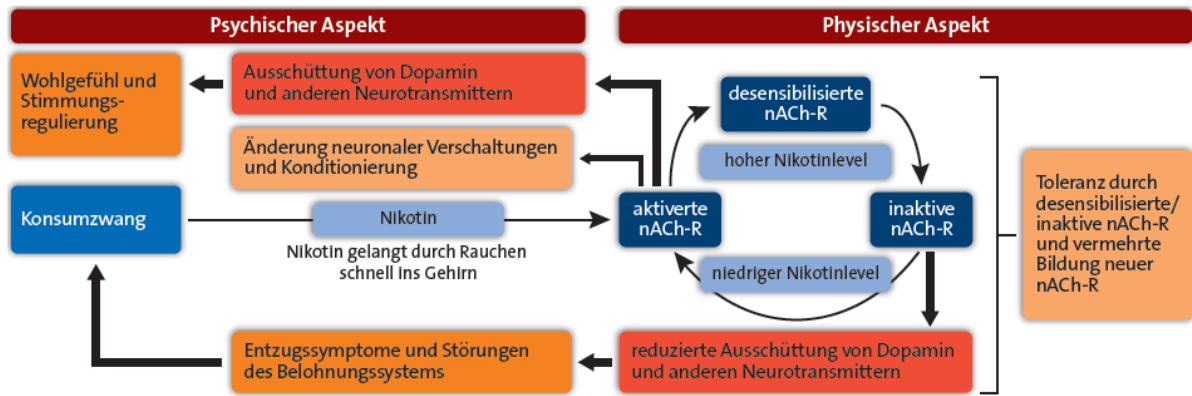 Psychischer Aspekt
Physischer Aspekt
Wohlgefühl und
Stimmungs-
regulierung
Ausschüttung von Dopamin
und anderen Neurotransmittern
Änderung neuronaler Verschaltungen
und Konditionierung
Konsumzwang
Nikotin
Nikotin gelangt durch Rauchen
schnell ins Gehirn
desensibilisierte
nACh-R
hoher Nikotinlevel
aktiverte
nACh-R
inaktive
nACh-R
niedriger Nikotinlevel
Toleranz durch
desensibilisierte/
inaktive nACh-R
und vermehrte
Bildung neuer
nACh-R
Entzugssymptome und Störungen
des Belohnungssystems
reduzierte Ausschüttung von Dopamin
und anderen Neurotransmittern